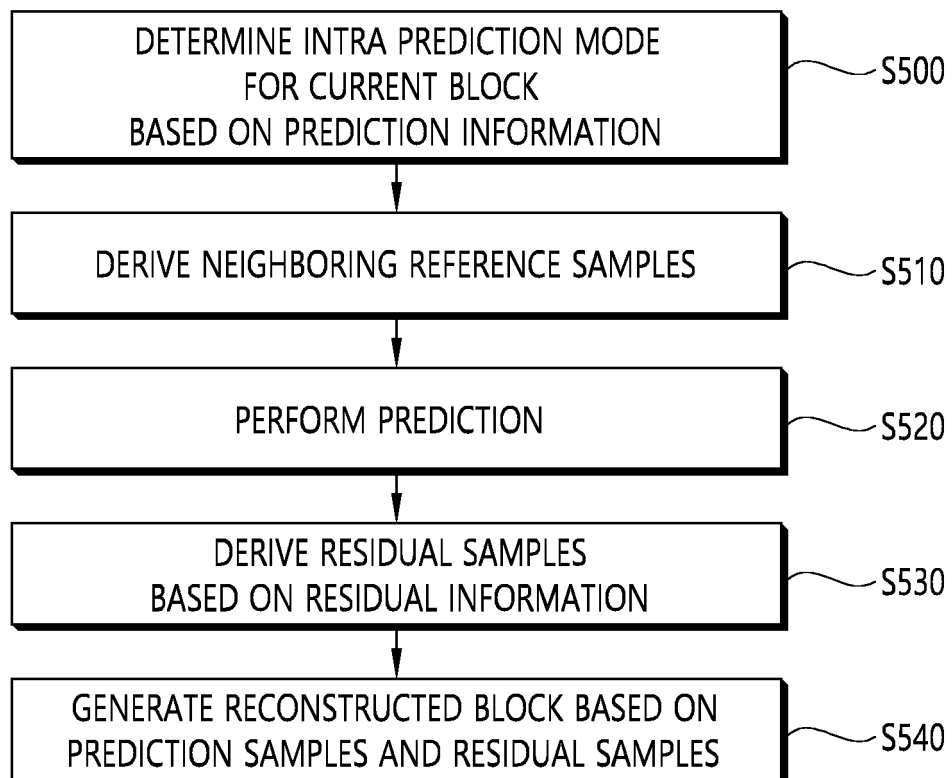 DETERMINE INTRA PREDICTION MODE
FOR CURRENT BLOCK
BASED ON PREDICTION INFORMATION
S500
DERIVE NEIGHBORING REFERENCE SAMPLES
S510
PERFORM PREDICTION
S520
DERIVE RESIDUAL SAMPLES
BASED ON RESIDUAL INFORMATION
S530
GENERATE RECONSTRUCTED BLOCK BASED ON
PREDICTION SAMPLES AND RESIDUAL SAMPLES
S540